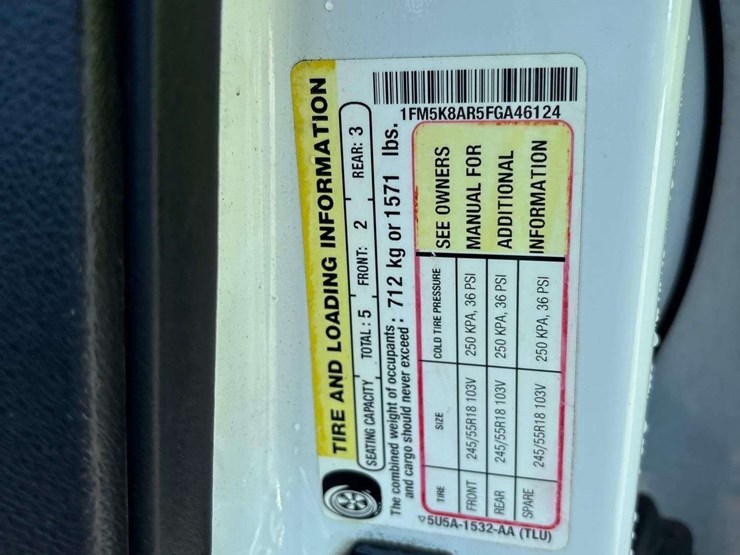 TIRE AND LOADING INFORMATION
SEATING CAPACITY TOTAL : 5 FRONT: 2 REAR: 3
The combined weight of occupants
and cargo should never exceed : 712 kg or 1571 lbs.
TIRE SIZE COLD TIRE PRESSURE
FRONT 245/55R18 103V 250 KPA, 36 PSI
REAR 245/55R18 103V 250 KPA, 36 PSI
SPARE 245/55R18 103V 250 KPA, 36 PSI
SEE OWNERS
MANUAL FOR
ADDITIONAL
INFORMATION
5U5A-1532-AA (TLU)
1FM5K8AR5FGA46124